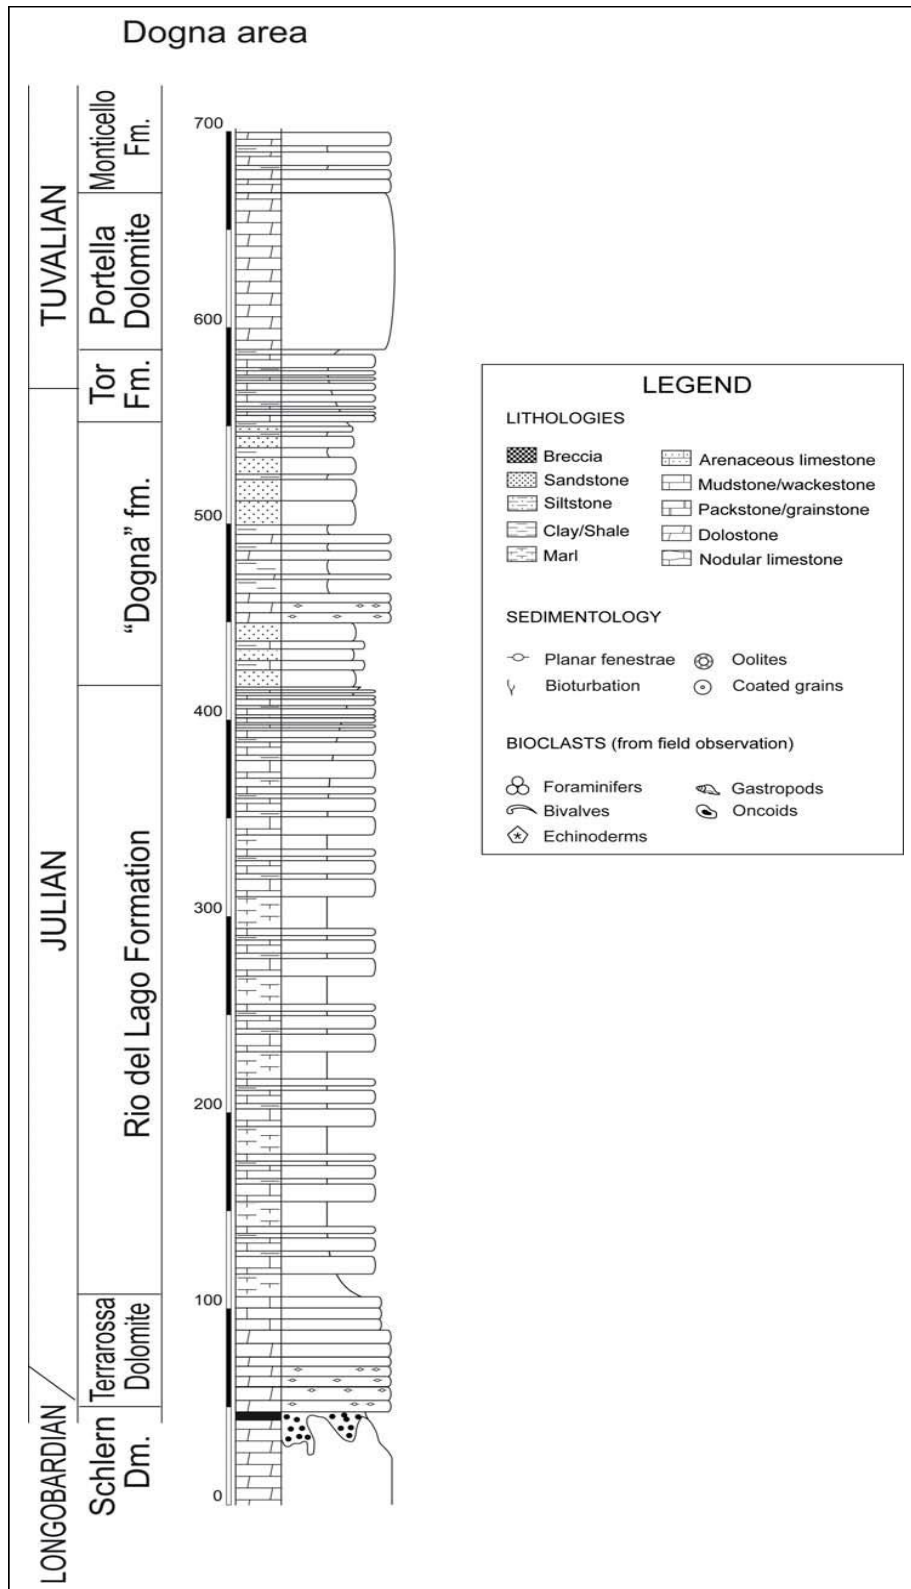 Dogna area
TUVALIAN
JULIAN
LONGOBARDIAN
Monticello
Fm.
Portella
Dolomite
Tor
Fm.
“Dogna” fm.
Rio del Lago Formation
Terrarossa
Dolomite
Schlern
Dm.
700
600
500
400
300
200
100
0
LEGEND
LITHOLOGIES
Breccia
Sandstone
Siltstone
Clay/Shale
Marl
Arenaceous limestone
Mudstone/wackestone
Packstone/grainstone
Dolostone
Nodular limestone
SEDIMENTOLOGY
Planar fenestrae
Bioturbation
Oolites
Coated grains
BIOCLASTS (from field observation)
Foraminifers
Bivalves
Echinoderms
Gastropods
Oncoids